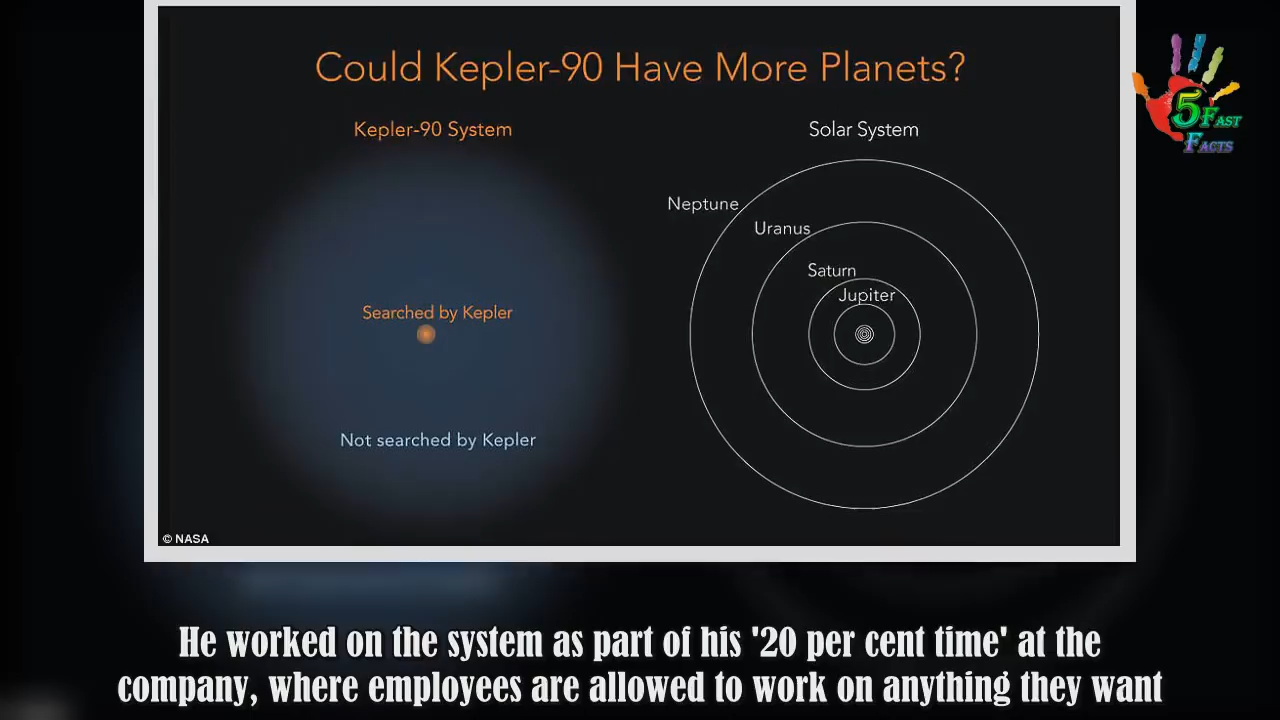 Could Kepler-90 Have More Planets?
Kepler-90 System
Solar System
Neptune
Uranus
Saturn
Jupiter
Searched by Kepler
Not searched by Kepler
© NASA
5 Fast
Facts
He worked on the system as part of his '20 per cent time' at the
company, where employees are allowed to work on anything they want